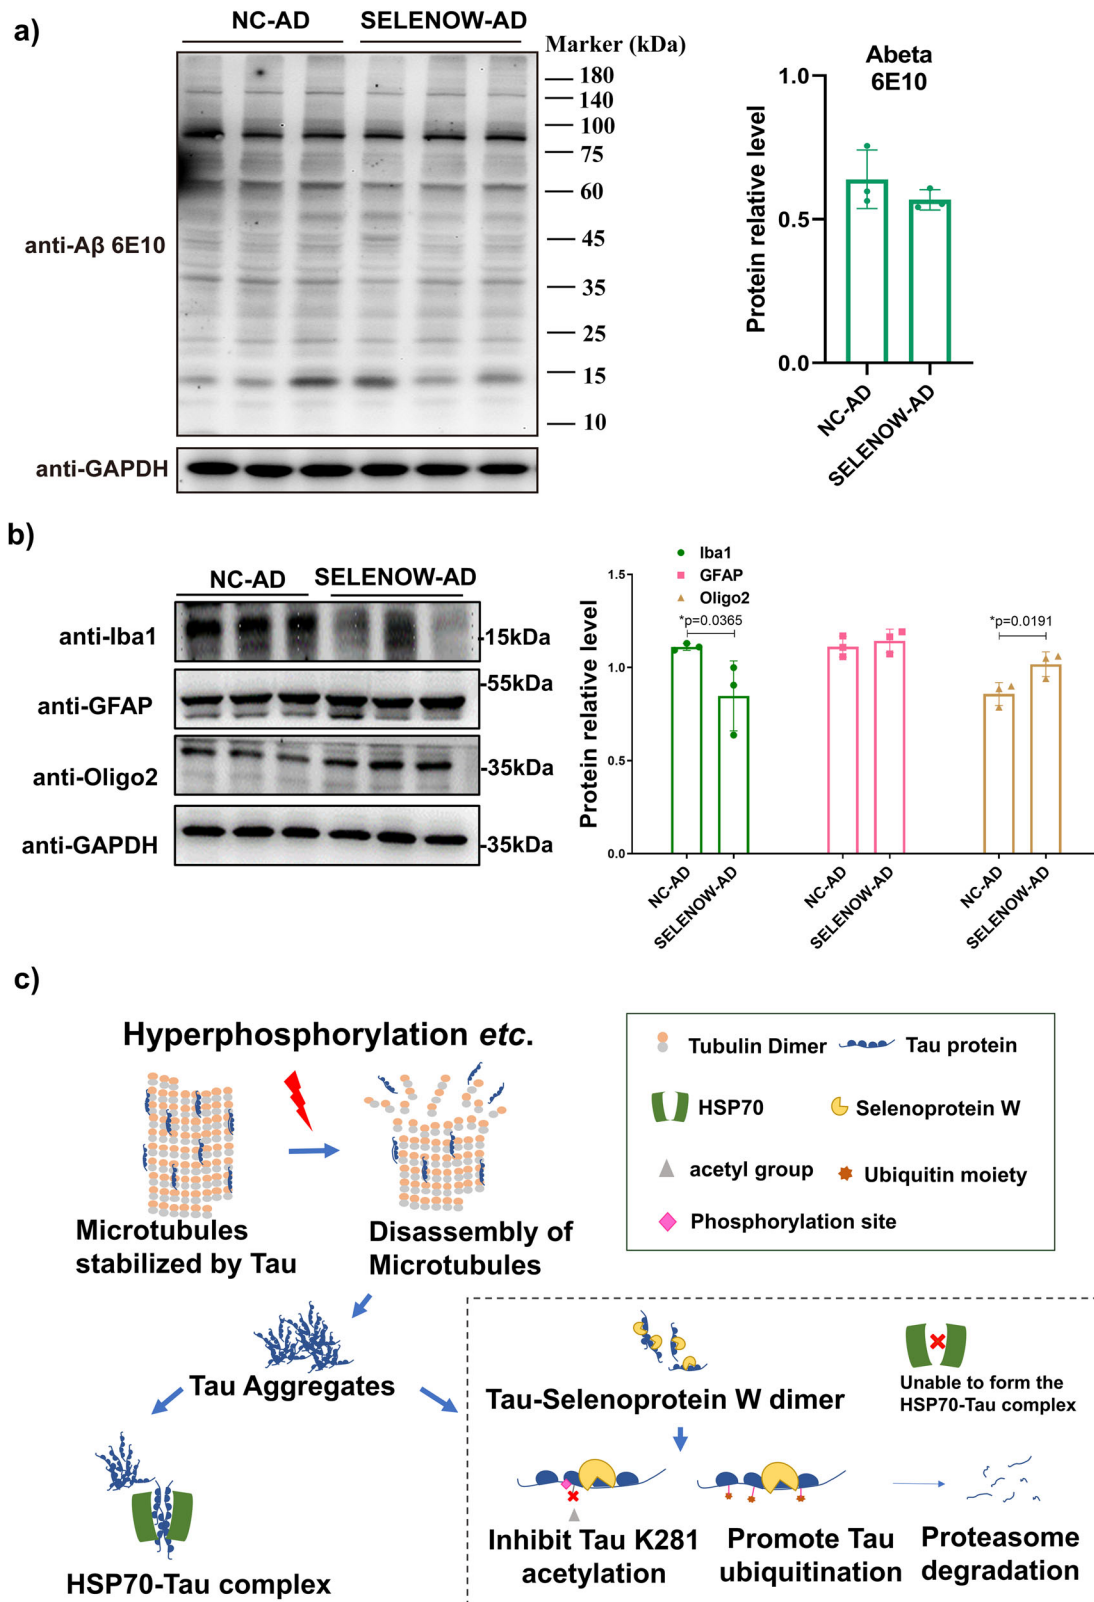 a)
NC-AD
SELENOW-AD
Marker (kDa)
180
140
100
75
60
45
35
25
15
10
anti-Aβ 6E10
anti-GAPDH
Abeta
6E10
Protein relative level
1.0
0.5
0.0
NC-AD
SELENOW-AD
b)
NC-AD
SELENOW-AD
anti-Iba1
-15kDa
-55kDa
anti-GFAP
anti-Oligo2
-35kDa
anti-GAPDH
-35kDa
Iba1
GFAP
Oligo2
Protein relative level
1.5
1.0
0.5
0.0
*p=0.0365
*p=0.0191
NC-AD
SELENOW-AD
NC-AD
SELENOW-AD
NC-AD
SELENOW-AD
c)
Hyperphosphorylation etc.
Microtubules
stabilized by Tau
Disassembly of
Microtubules
Tubulin Dimer
Tau protein
HSP70
Selenoprotein W
acetyl group
Ubiquitin moiety
Phosphorylation site
Tau Aggregates
HSP70-Tau complex
Tau-Selenoprotein W dimer
Unable to form the
HSP70-Tau complex
Inhibit Tau K281
acetylation
Promote Tau
ubiquitination
Proteasome
degradation